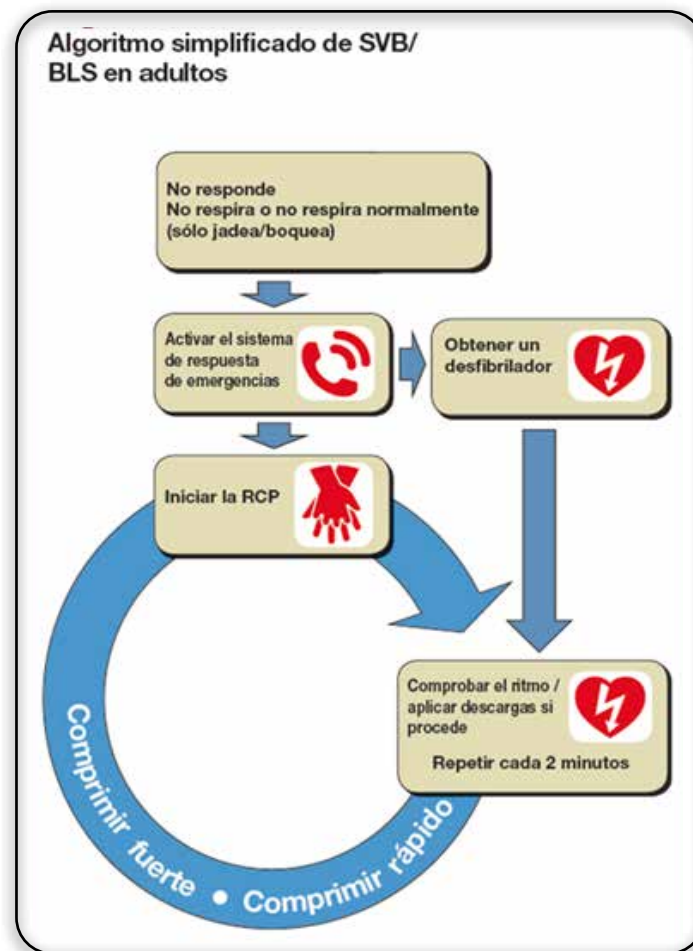 Algoritmo simplificado de SVB/
BLS en adultos
No responde
No respira o no respira normalmente
(sólo jadea/boquea)
Activar el sistema
de respuesta
de emergencias
Obtener un
desfibrilador
Iniciar la RCP
Comprobar el ritmo /
aplicar descargas si
procede
Repetir cada 2 minutos
Comprimir fuerte • Comprimir rápido